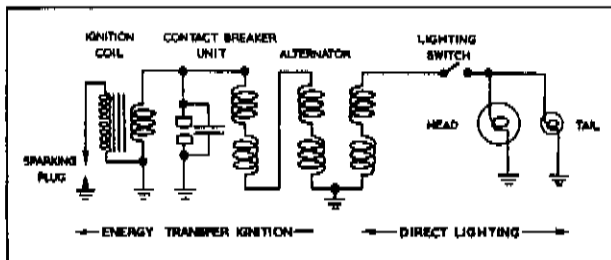 IGNITION
COIL
CONTACT BREAKER
UNIT
ALTERNATOR
LIGHTING
SWITCH
HEAD
TAIL
SPARKING
PLUG
ENERGY TRANSFER IGNITION
DIRECT LIGHTING